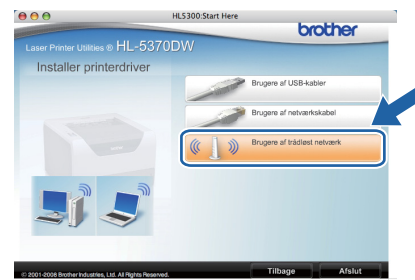 HL5300:Start Here
brother
Laser Printer Utilities ® HL-5370DW
Installer printerdriver
Brugere af USB-kabler
Brugere af netværkskabel
Brugere af trådløst netværk
© 2001-2008 Brother Industries, Ltd. All Rights Reserved.
Tilbage
Afslut